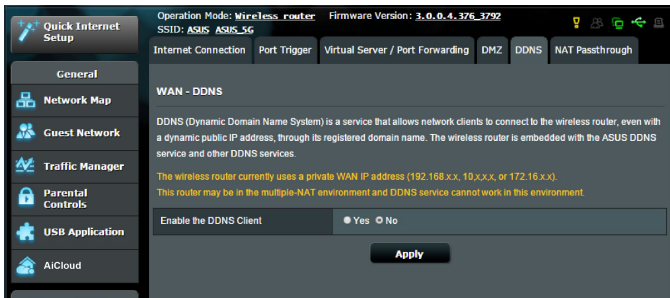 Quick Internet
Setup
Operation Mode: Wireless router Firmware Version: 3.0.0.4.376_3792
SSID: ASUS ASUS_5G
Internet Connection Port Trigger Virtual Server / Port Forwarding DMZ DDNS NAT Passthrough
General
Network Map
Guest Network
Traffic Manager
Parental
Controls
USB Application
AiCloud
WAN - DDNS
DDNS (Dynamic Domain Name System) is a service that allows network clients to connect to the wireless router, even with
a dynamic public IP address, through its registered domain name. The wireless router is embedded with the ASUS DDNS
service and other DDNS services.
The wireless router currently uses a private WAN IP address (192.168.x.x, 10,x,x,x, or 172.16.x.x).
This router may be in the multiple-NAT environment and DDNS service cannot work in this environment.
Enable the DDNS Client Yes No
Apply